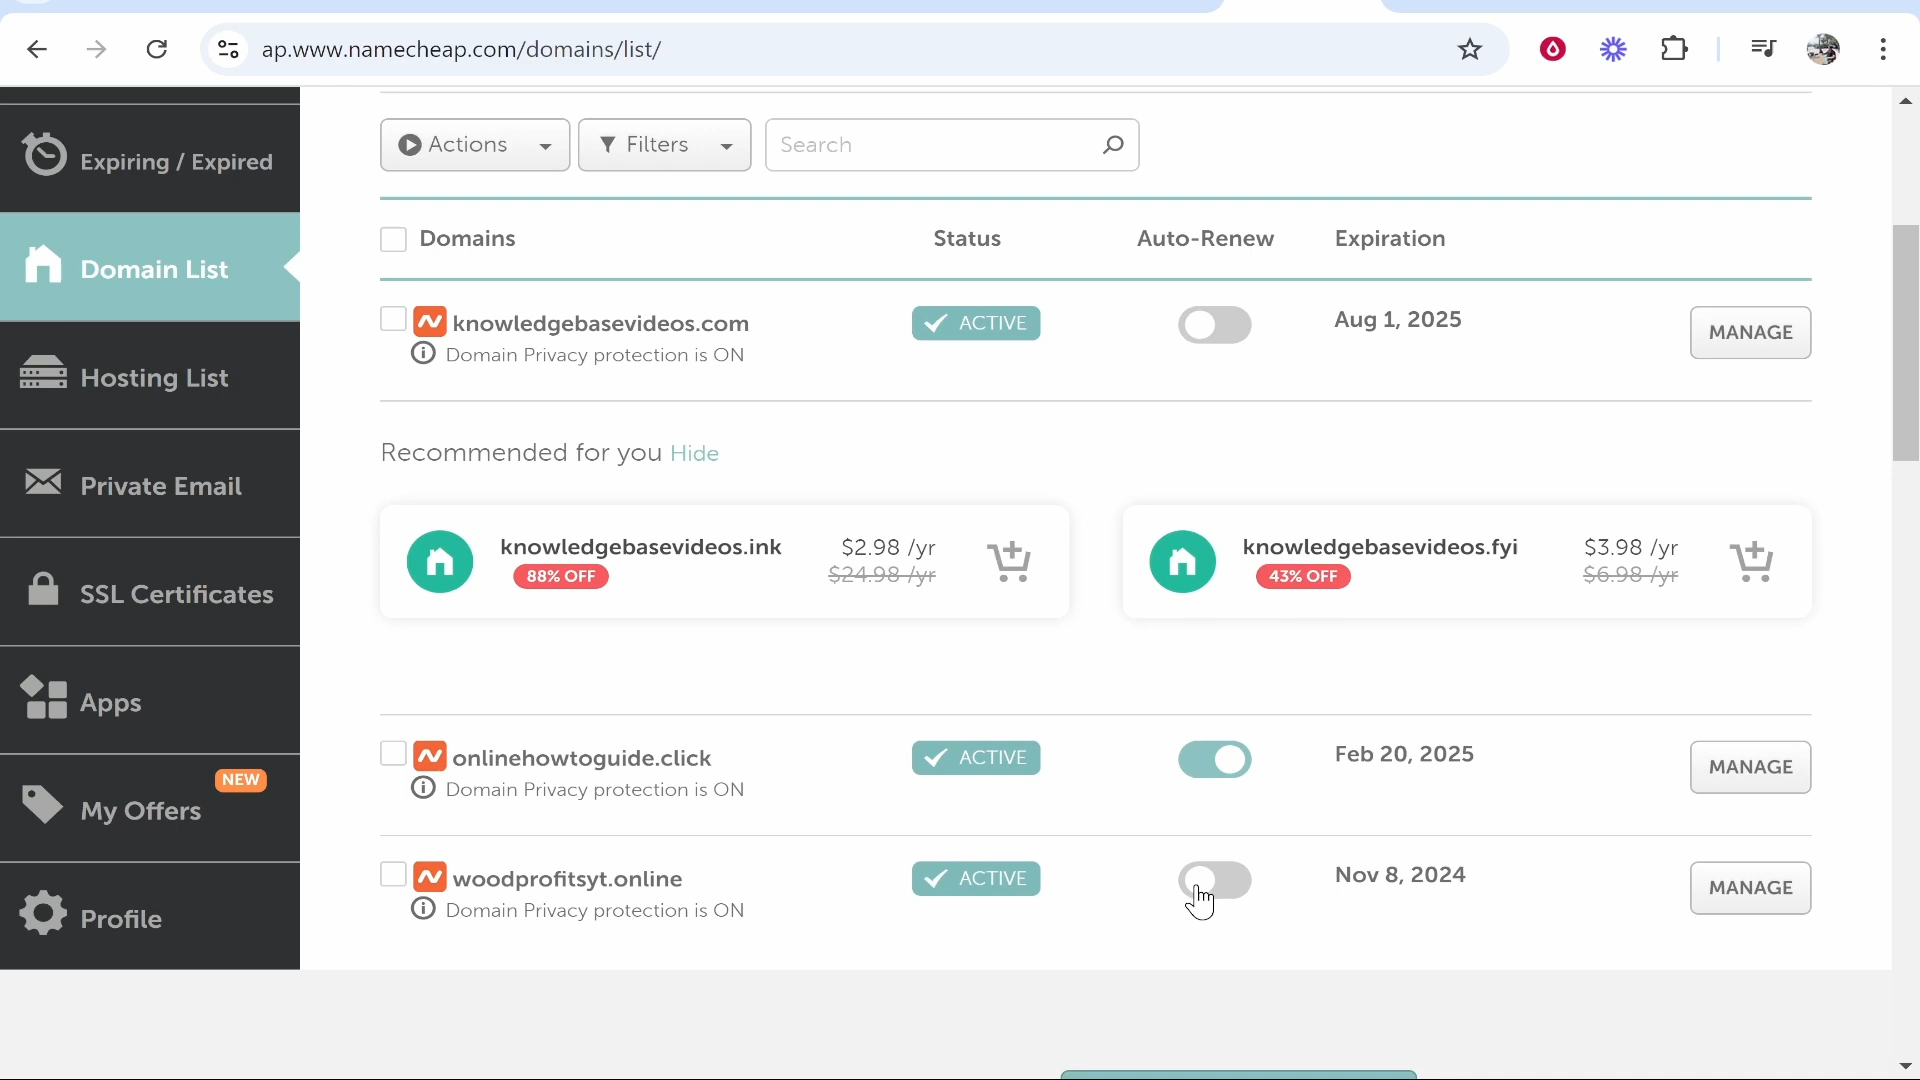 ap.www.namecheap.com/domains/list/
Expiring / Expired
Domain List
Hosting List
Private Email
SSL Certificates
Apps
NEW
My Offers
Profile
Actions
Filters
Search
Domains Status Auto-Renew Expiration
knowledgebasevideos.com ACTIVE Aug 1, 2025 MANAGE
Domain Privacy protection is ON
Recommended for you Hide
knowledgebasevideos.ink $2.98 /yr
88% OFF $24.98 /yr
knowledgebasevideos.fyi $3.98 /yr
43% OFF $6.98 /yr
onlinehowtoguide.click ACTIVE Feb 20, 2025 MANAGE
Domain Privacy protection is ON
woodprofitsyt.online ACTIVE Nov 8, 2024 MANAGE
Domain Privacy protection is ON